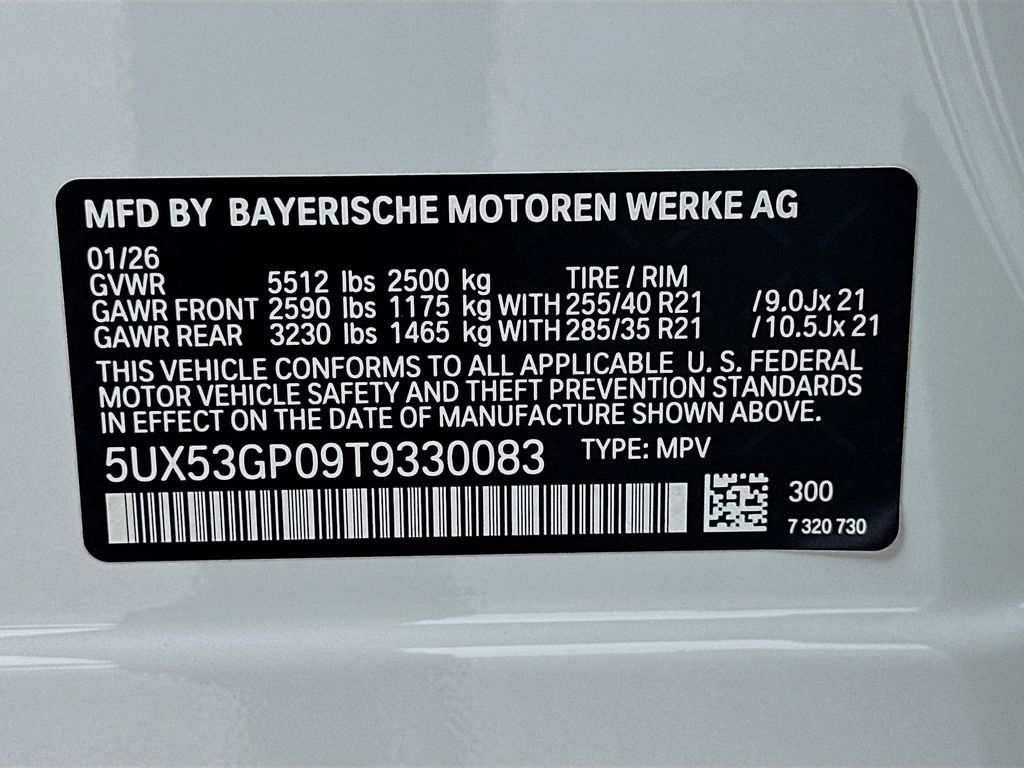 MFD BY BAYERISCHE MOTOREN WERKE AG
01/26
GVWR 5512 lbs 2500 kg TIRE / RIM
GAWR FRONT 2590 lbs 1175 kg WITH 255/40 R21 /9.0Jx 21
GAWR REAR 3230 lbs 1465 kg WITH 285/35 R21 /10.5Jx 21
THIS VEHICLE CONFORMS TO ALL APPLICABLE U. S. FEDERAL
MOTOR VEHICLE SAFETY AND THEFT PREVENTION STANDARDS
IN EFFECT ON THE DATE OF MANUFACTURE SHOWN ABOVE.
5UX53GP09T9330083 TYPE: MPV
300
7 320 730